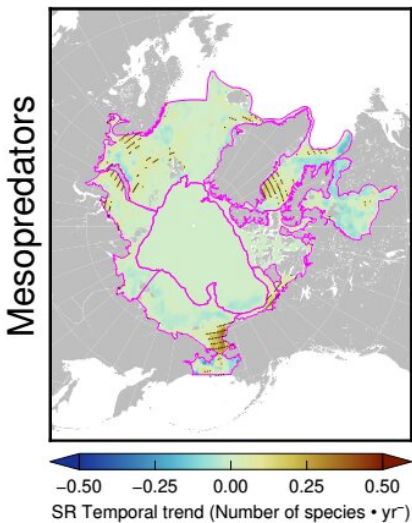 Mesopredators
−0.50 −0.25 0.00 0.25 0.50
SR Temporal trend (Number of species • yr⁻)